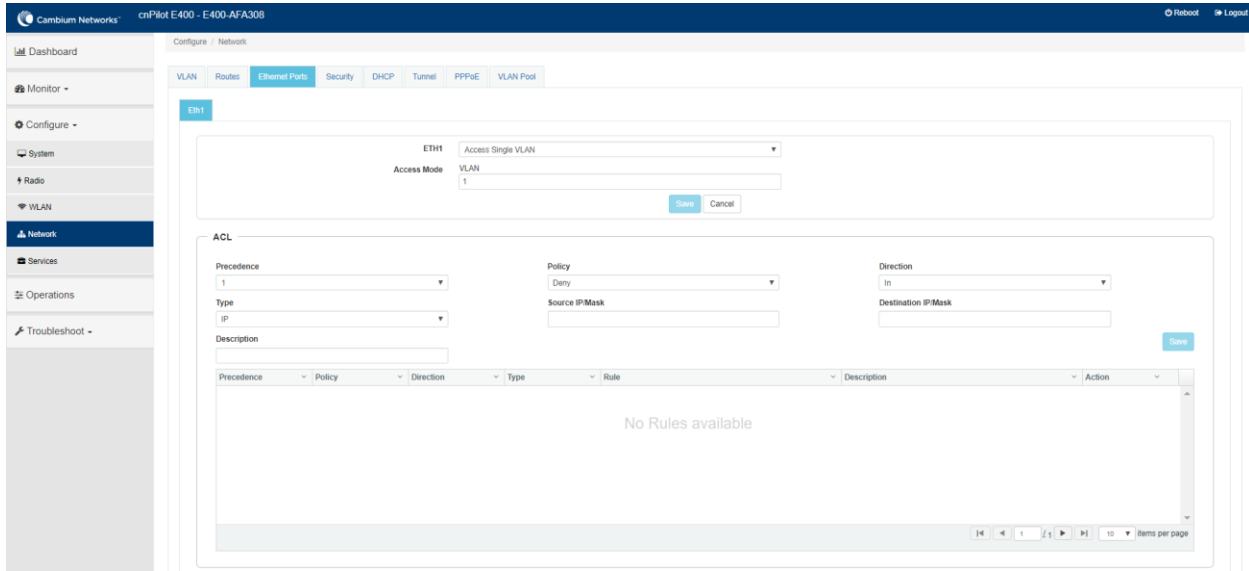 Cambium Networks™ cnPilot E400 - E400-AFA308 Reboot Logout
Dashboard
Monitor
Configure
System
Radio
WLAN
Network
Services
Operations
Troubleshoot
Configure / Network
VLAN Routes Ethernet Ports Security DHCP Tunnel PPPoE VLAN Pool
Eth1
ETH1 Access Single VLAN
Access Mode VLAN
1
Save Cancel
ACL
Precedence Policy Direction
1 Deny In
Type Source IP/Mask Destination IP/Mask
IP
Description
Save
Precedence Policy Direction Type Rule Description Action
No Rules available
1 / 1 10 items per page